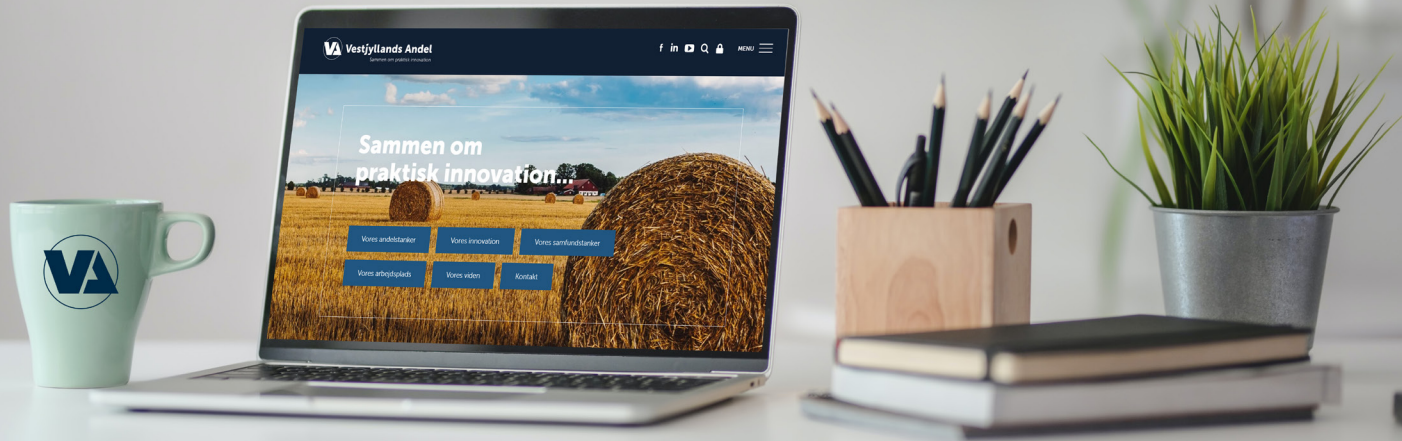 VA
VA Vestjyllands Andel
Sammen om praktisk innovation
f in MENU
Sammen om
praktisk innovation...
Vores andelstanker Vores innovation Vores samfundstanker
Vores arbejdsplads Vores viden Kontakt